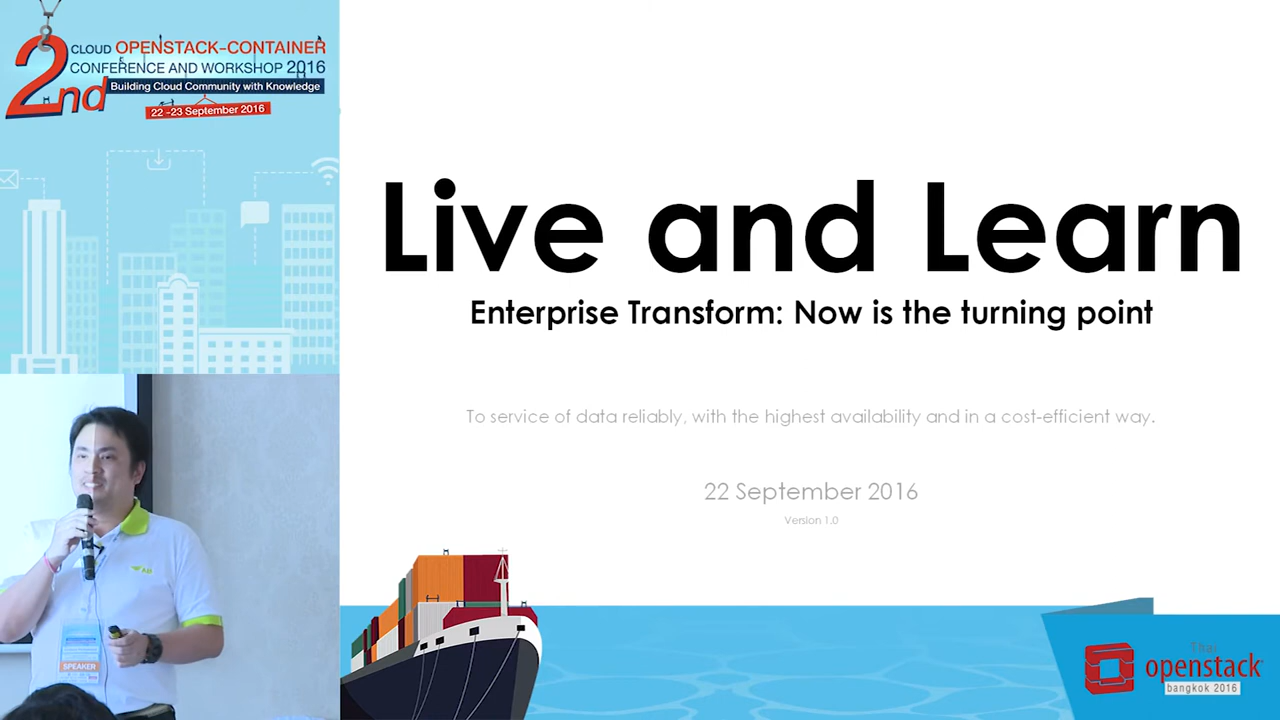 2nd
CLOUD OPENSTACK-CONTAINER
CONFERENCE AND WORKSHOP 2016
Building Cloud Community with Knowledge
22 -23 September 2016
Live and Learn
Enterprise Transform: Now is the turning point
To service of data reliably, with the highest availability and in a cost-efficient way.
22 September 2016
Version 1.0
SPEAKER
Thai
openstack
bangkok 2016